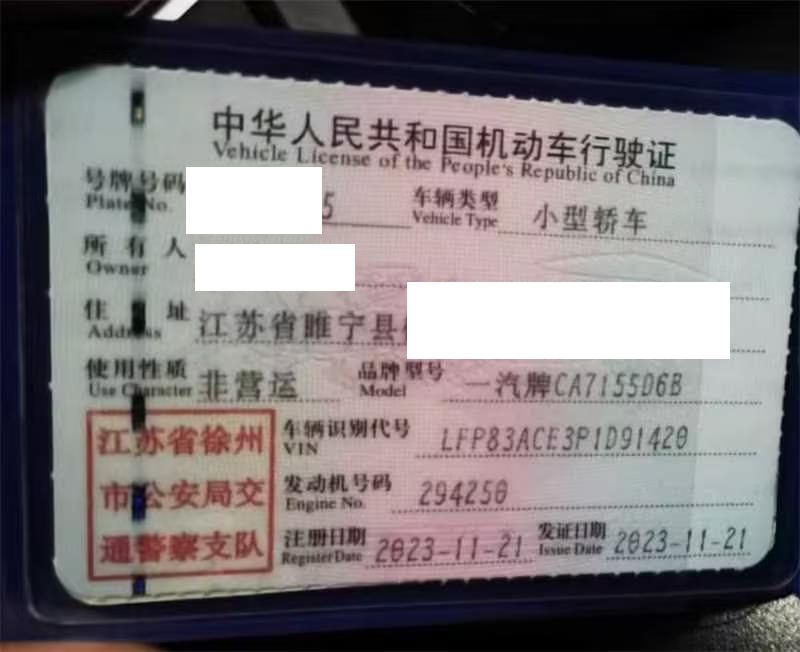 中华人民共和国机动车行驶证
Vehicle License of the People's Republic of China
号牌号码 5 车辆类型 小型轿车
Plate No. Vehicle Type
所有人
Owner
住址 江苏省睢宁县
Address
使用性质 非营运 品牌型号 一汽牌CA7155D6B
Use Character Model
江苏省徐州
市公安局交
通警察支队
车辆识别代号 LFP83ACE3P1D91420
VIN
发动机号码 294250
Engine No.
注册日期 2023-11-21 发证日期 2023-11-21
Register Date Issue Date